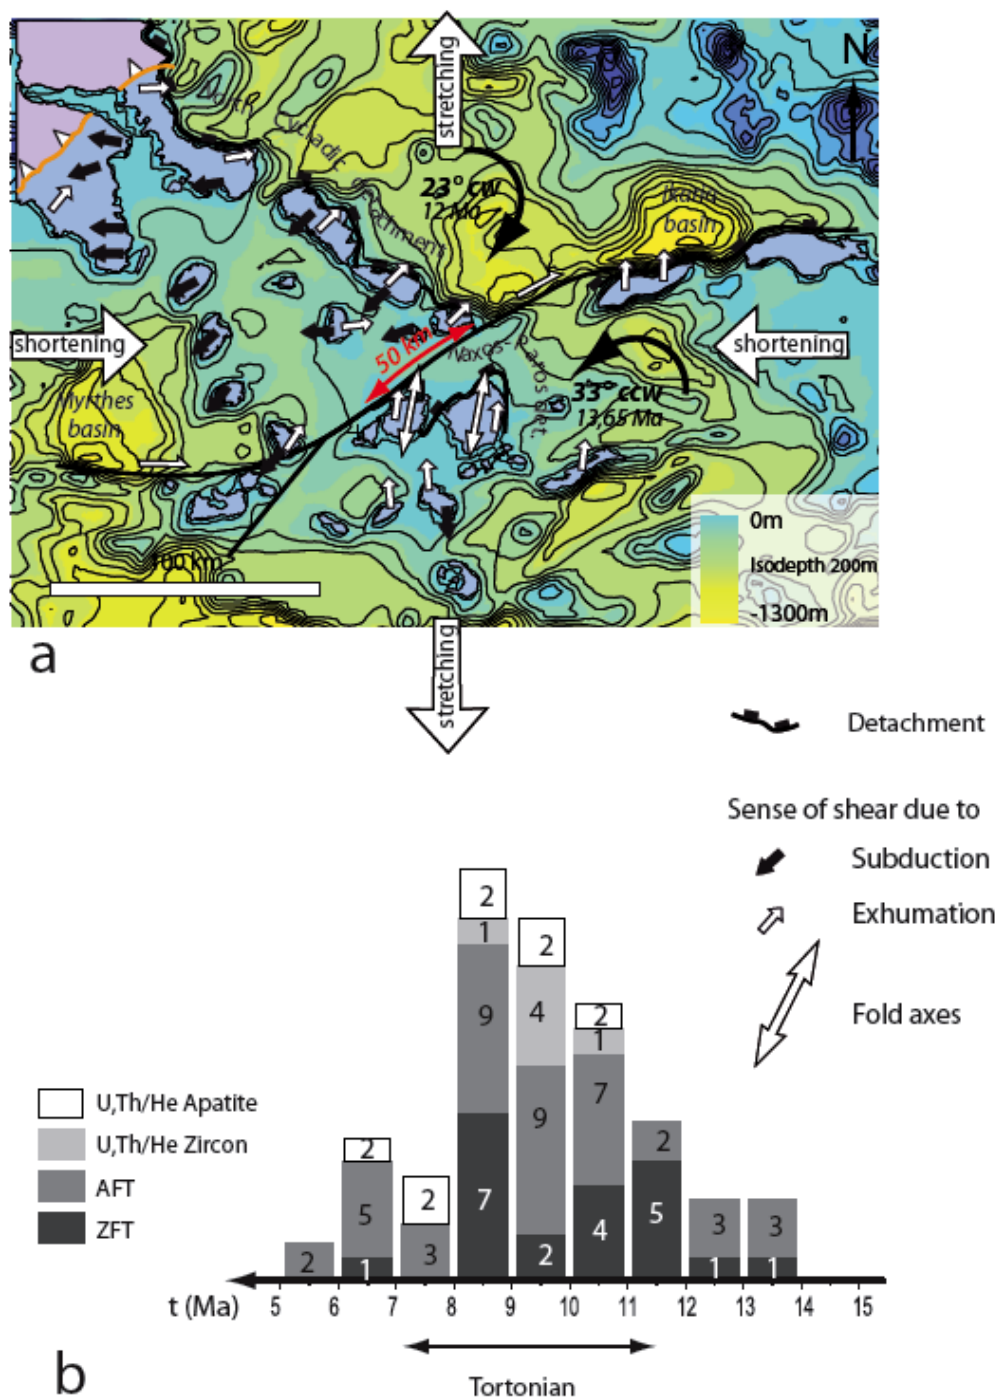 stretching
N
North Cycladic
Detachment
23° cw
12 Ma
Ikaria
basin
shortening
50 km
Naxos-Paros det.
shortening
33° ccw
13,65 Ma
Myrthes
basin
100 km
0m
Isodepth 200m
-1300m
a
stretching
Detachment
Sense of shear due to
Subduction
Exhumation
Fold axes
U,Th/He Apatite
U,Th/He Zircon
AFT
ZFT
2
2 5 1
2 3
2 1 9 7
2 4 9 2
2 1 7 4
2 5
3 1
3 1
t (Ma) 5 6 7 8 9 10 11 12 13 14 15
b
Tortonian